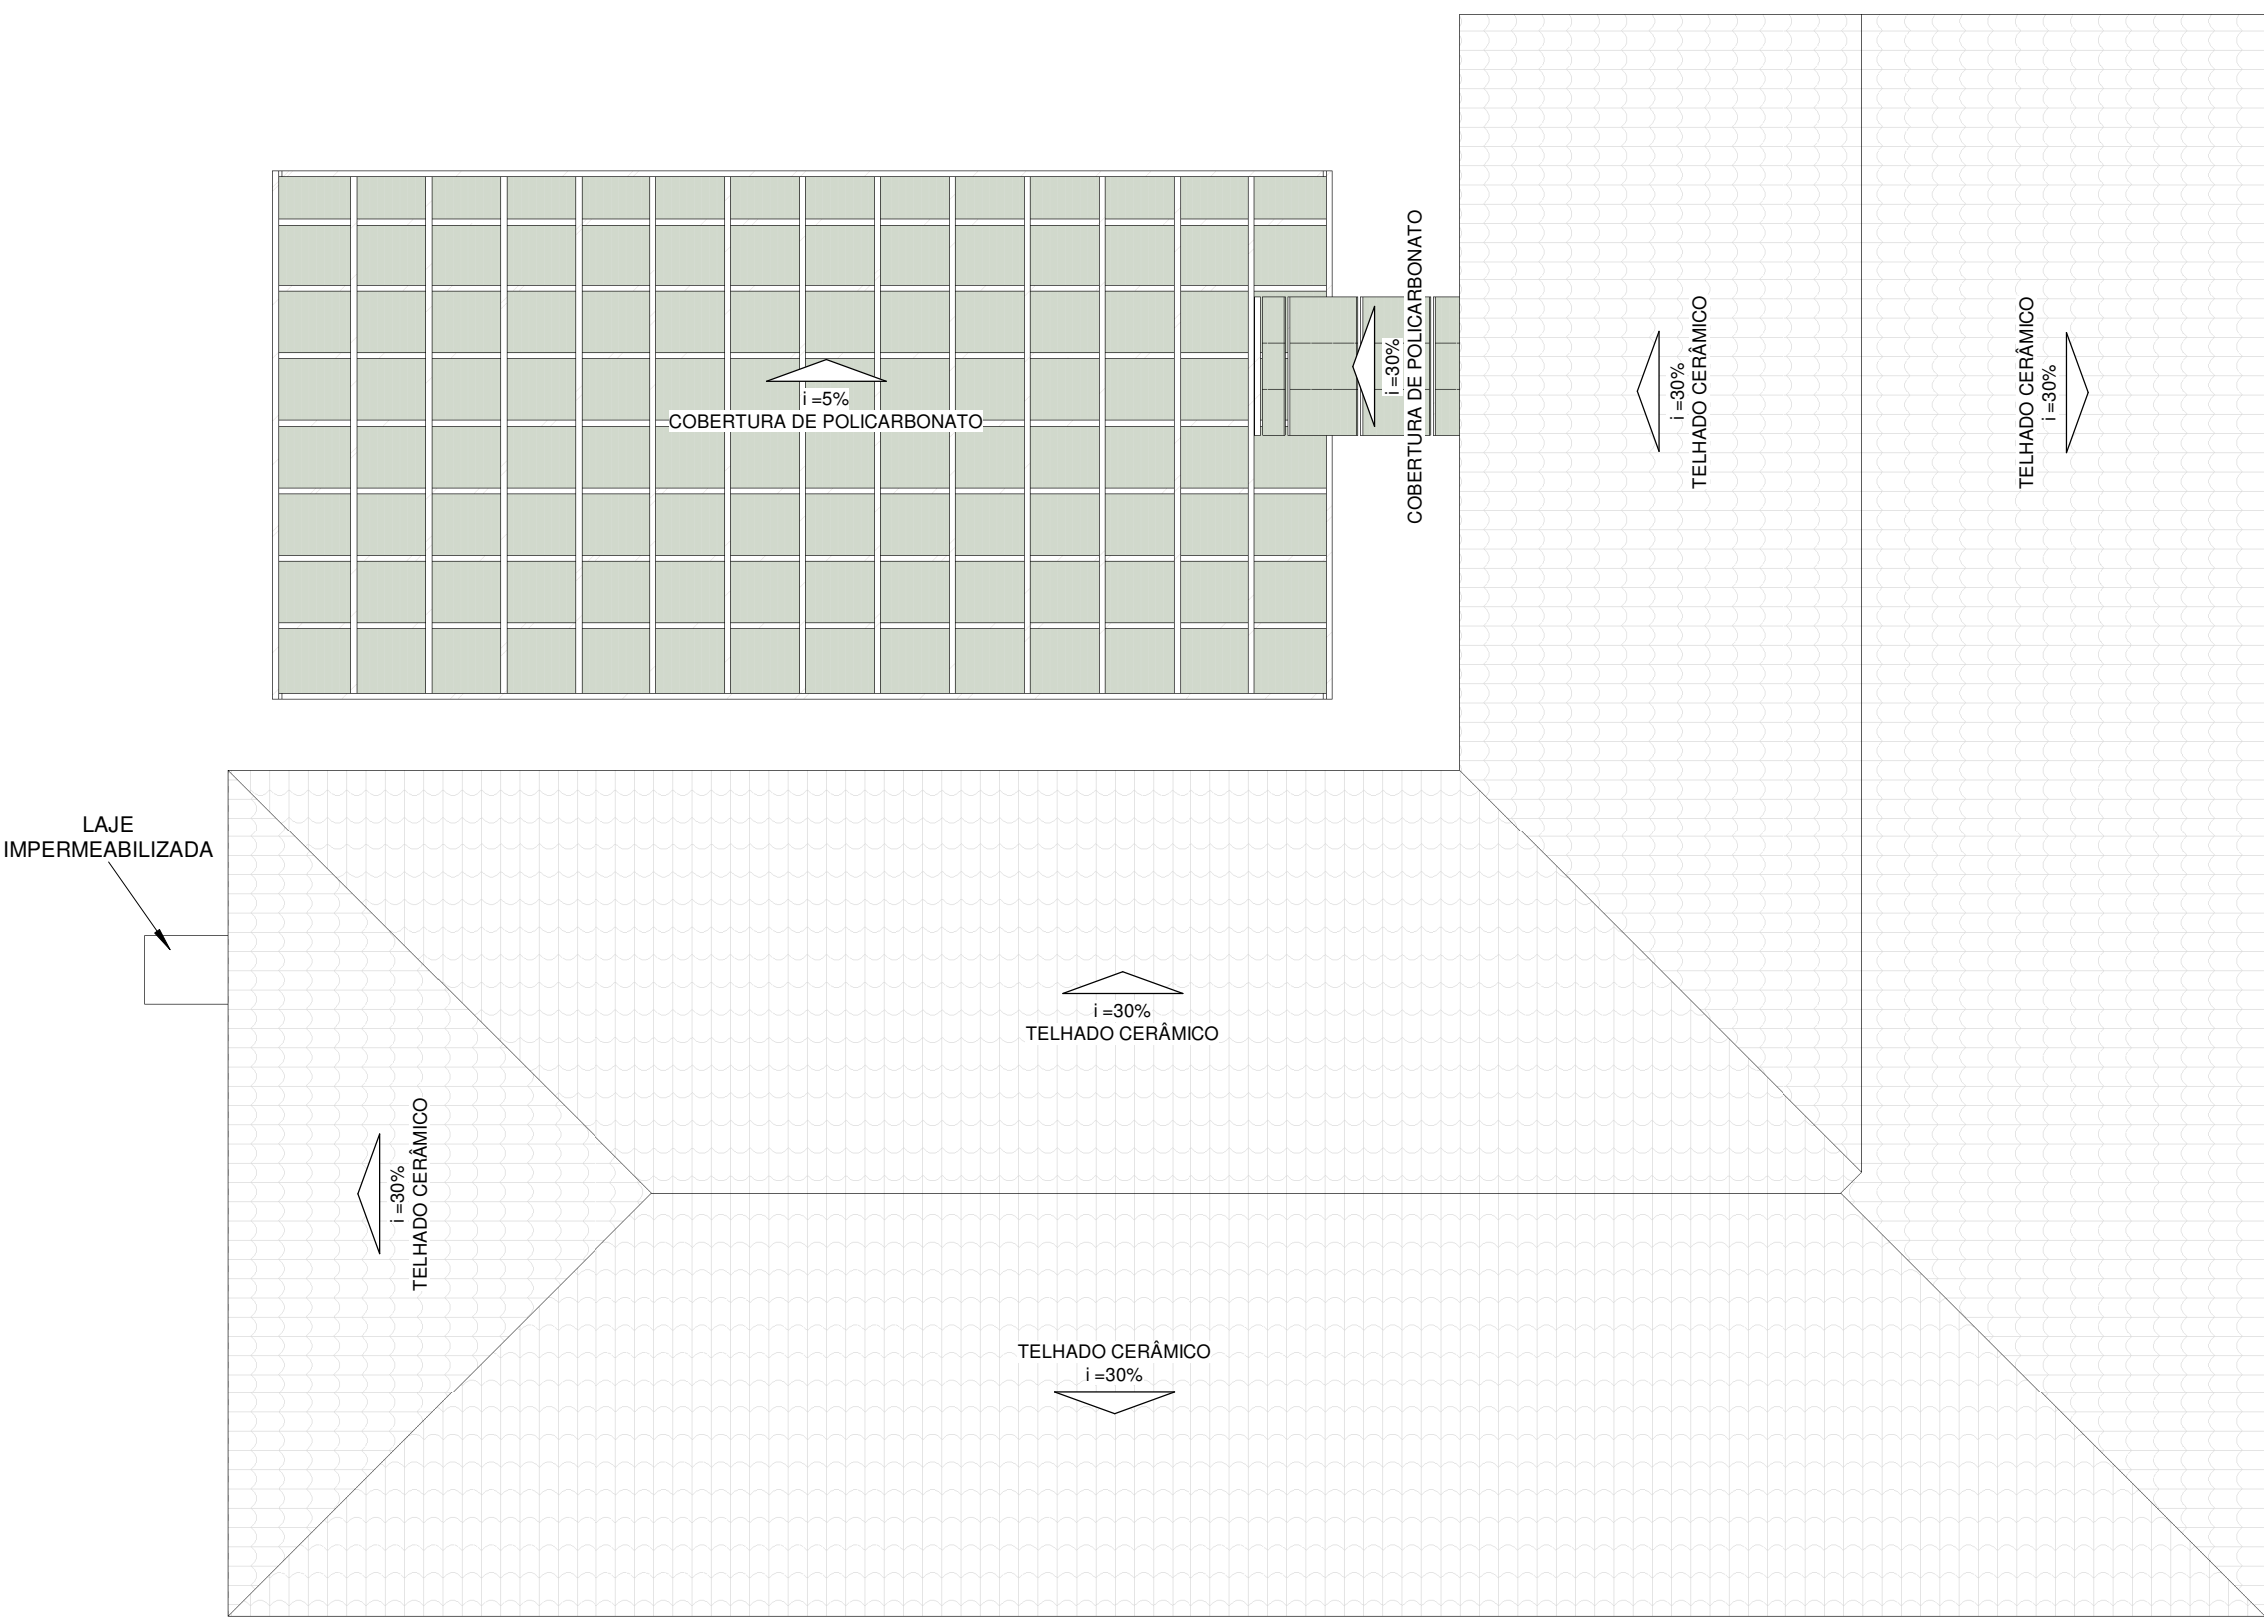 COBERTURA DE POLICARBONATO
i =30%
i =30%
TELHADO CERÂMICO
TELHADO CERÂMICO
i =30%
i =5%
COBERTURA DE POLICARBONATO
LAJE
IMPERMEABILIZADA
i =30%
TELHADO CERÂMICO
i =30%
TELHADO CERÂMICO
TELHADO CERÂMICO
i =30%